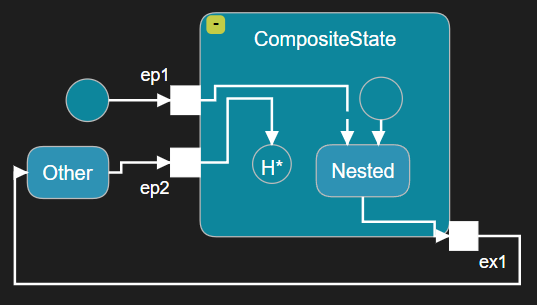 -
CompositeState
ep1
H*
Nested
Other
ep2
ex1